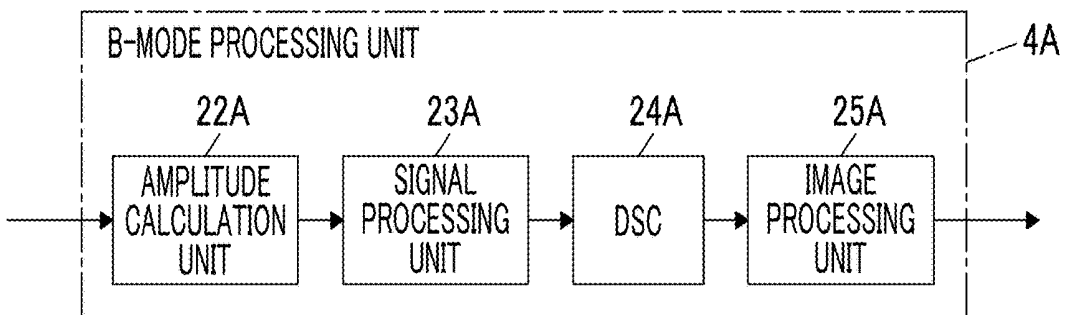 B-MODE PROCESSING UNIT
4A
22A
23A
24A
25A
AMPLITUDE
CALCULATION
UNIT
SIGNAL
PROCESSING
UNIT
DSC
IMAGE
PROCESSING
UNIT